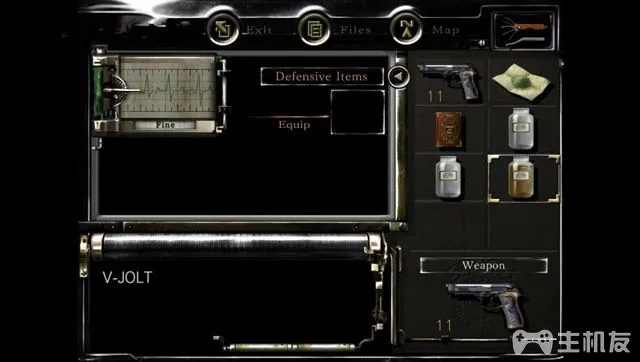 Exit Files Map
Defensive Items
11
Fine
Equip
Weapon
V-JOLT
11
主机友